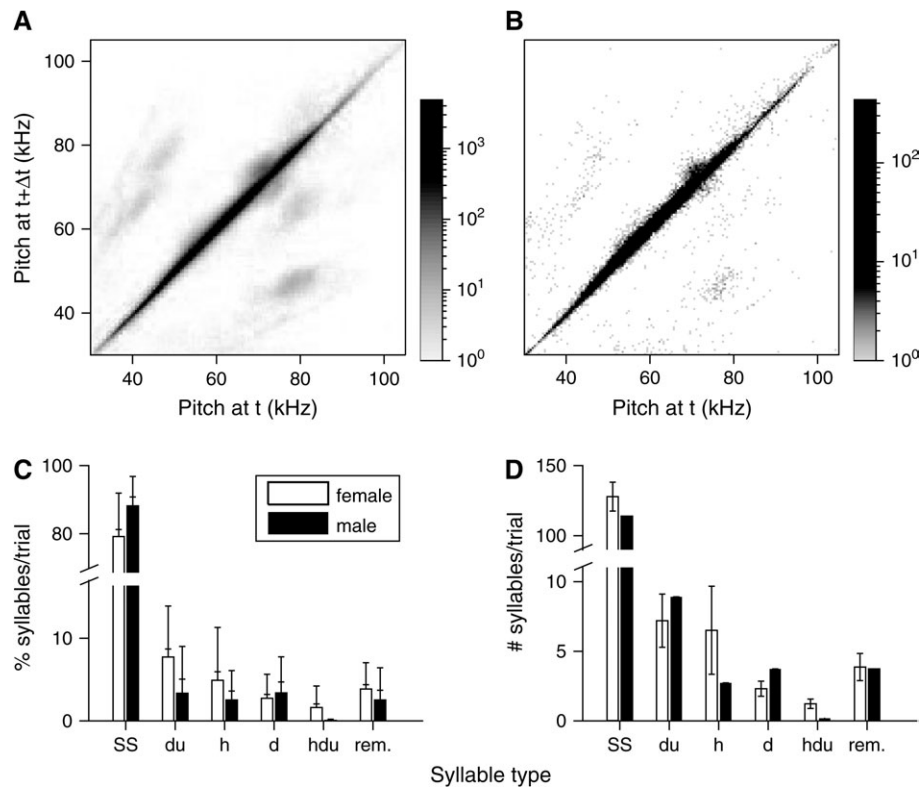 A
B
100
80
60
40
Pitch at t+Δt (kHz)
10³
10²
10¹
10⁰
40 60 80 100
Pitch at t (kHz)
10²
10¹
10⁰
40 60 80 100
Pitch at t (kHz)
C
D
100
80
10
0
% syllables/trial
female
male
SS du h d hdu rem.
150
100
10
5
0
# syllables/trial
SS du h d hdu rem.
Syllable type